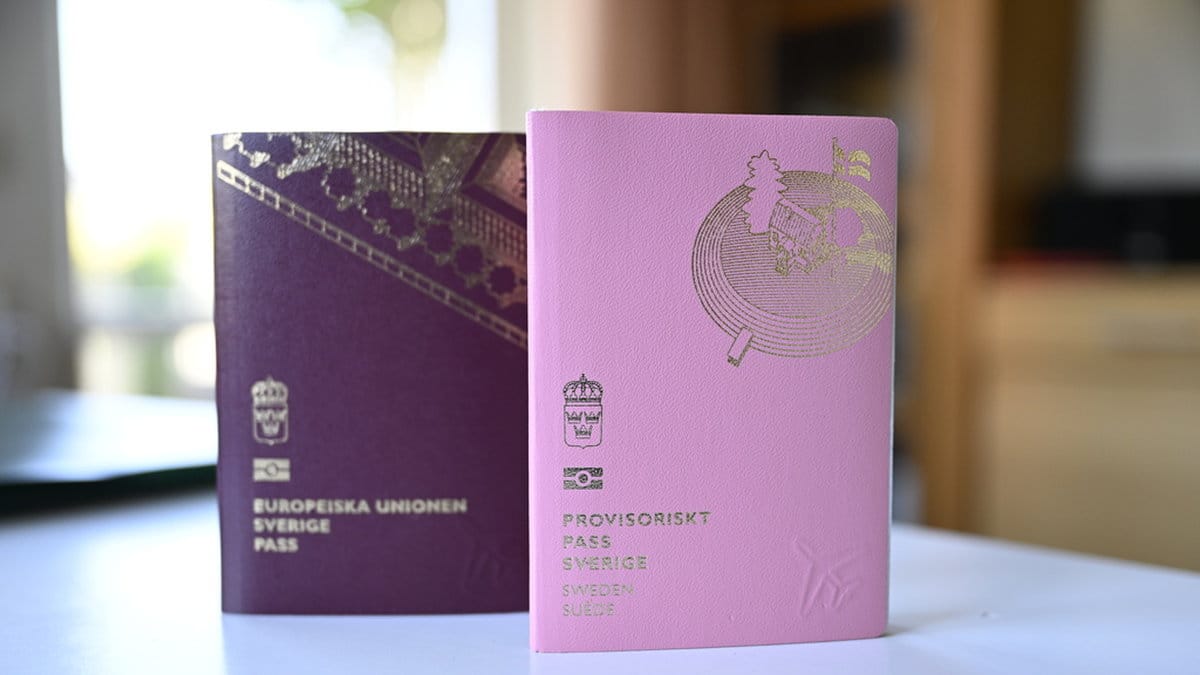 EUROPEISKA UNIONEN
SVERIGE
PASS
PROVISORISKT
PASS
SVERIGE
SWEDEN
SUÈDE